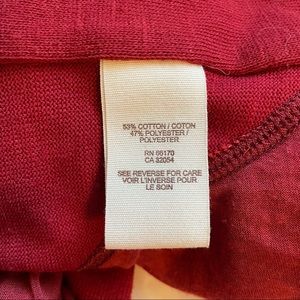 53% COTTON / COTON
47% POLYESTER /
POLYESTER
RN 66170
CA 32054
SEE REVERSE FOR CARE
VOIR L'INVERSE POUR
LE SOIN